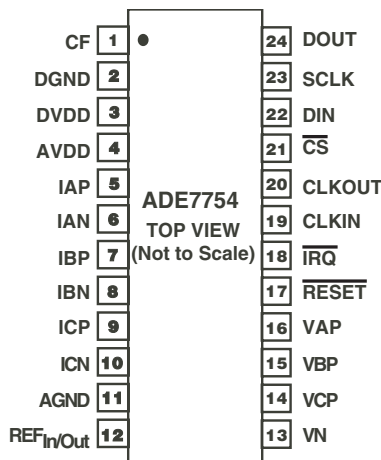 CF 1 24 DOUT
DGND 2 23 SCLK
DVDD 3 22 DIN
AVDD 4 21 CS
IAP 5 20 CLKOUT
ADE7754
IAN 6 19 CLKIN
TOP VIEW
IBP 7 (Not to Scale) 18 IRQ
IBN 8 17 RESET
ICP 9 16 VAP
ICN 10 15 VBP
AGND 11 14 VCP
REFIn/Out 12 13 VN